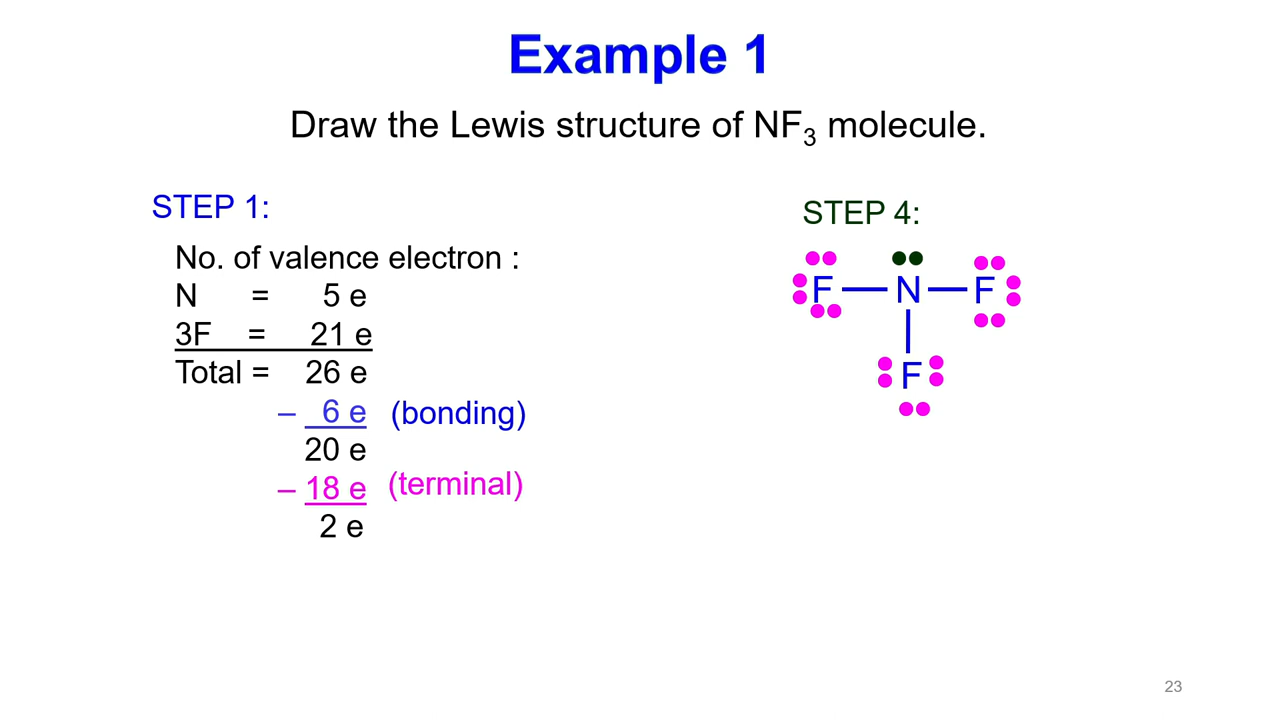 Example 1
Draw the Lewis structure of NF₃ molecule.
STEP 1:
No. of valence electron :
N = 5 e
3F = 21 e
Total = 26 e
– 6 e (bonding)
20 e
– 18 e (terminal)
2 e
STEP 4:
F N F
F
23